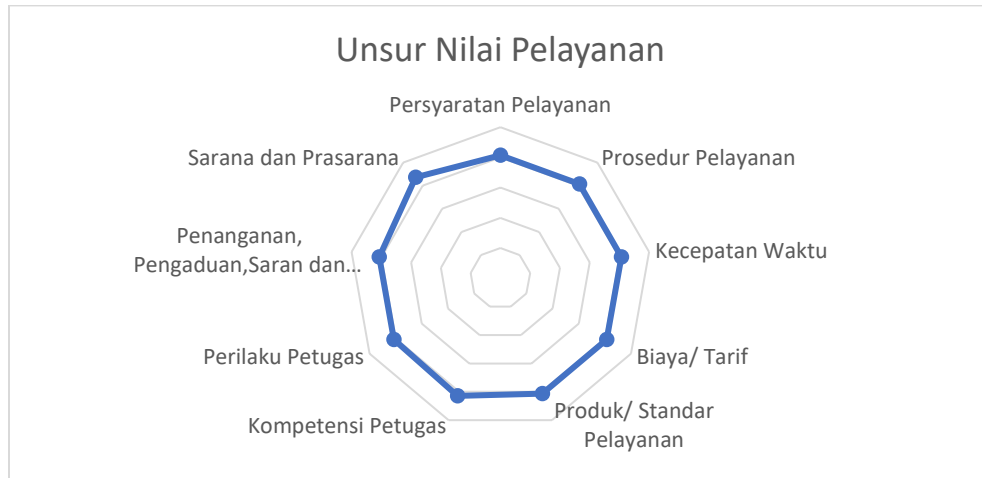 Unsur Nilai Pelayanan
Persyaratan Pelayanan
Prosedur Pelayanan
Kecepatan Waktu
Biaya/ Tarif
Produk/ Standar
Pelayanan
Kompetensi Petugas
Perilaku Petugas
Penanganan,
Pengaduan,Saran dan...
Sarana dan Prasarana